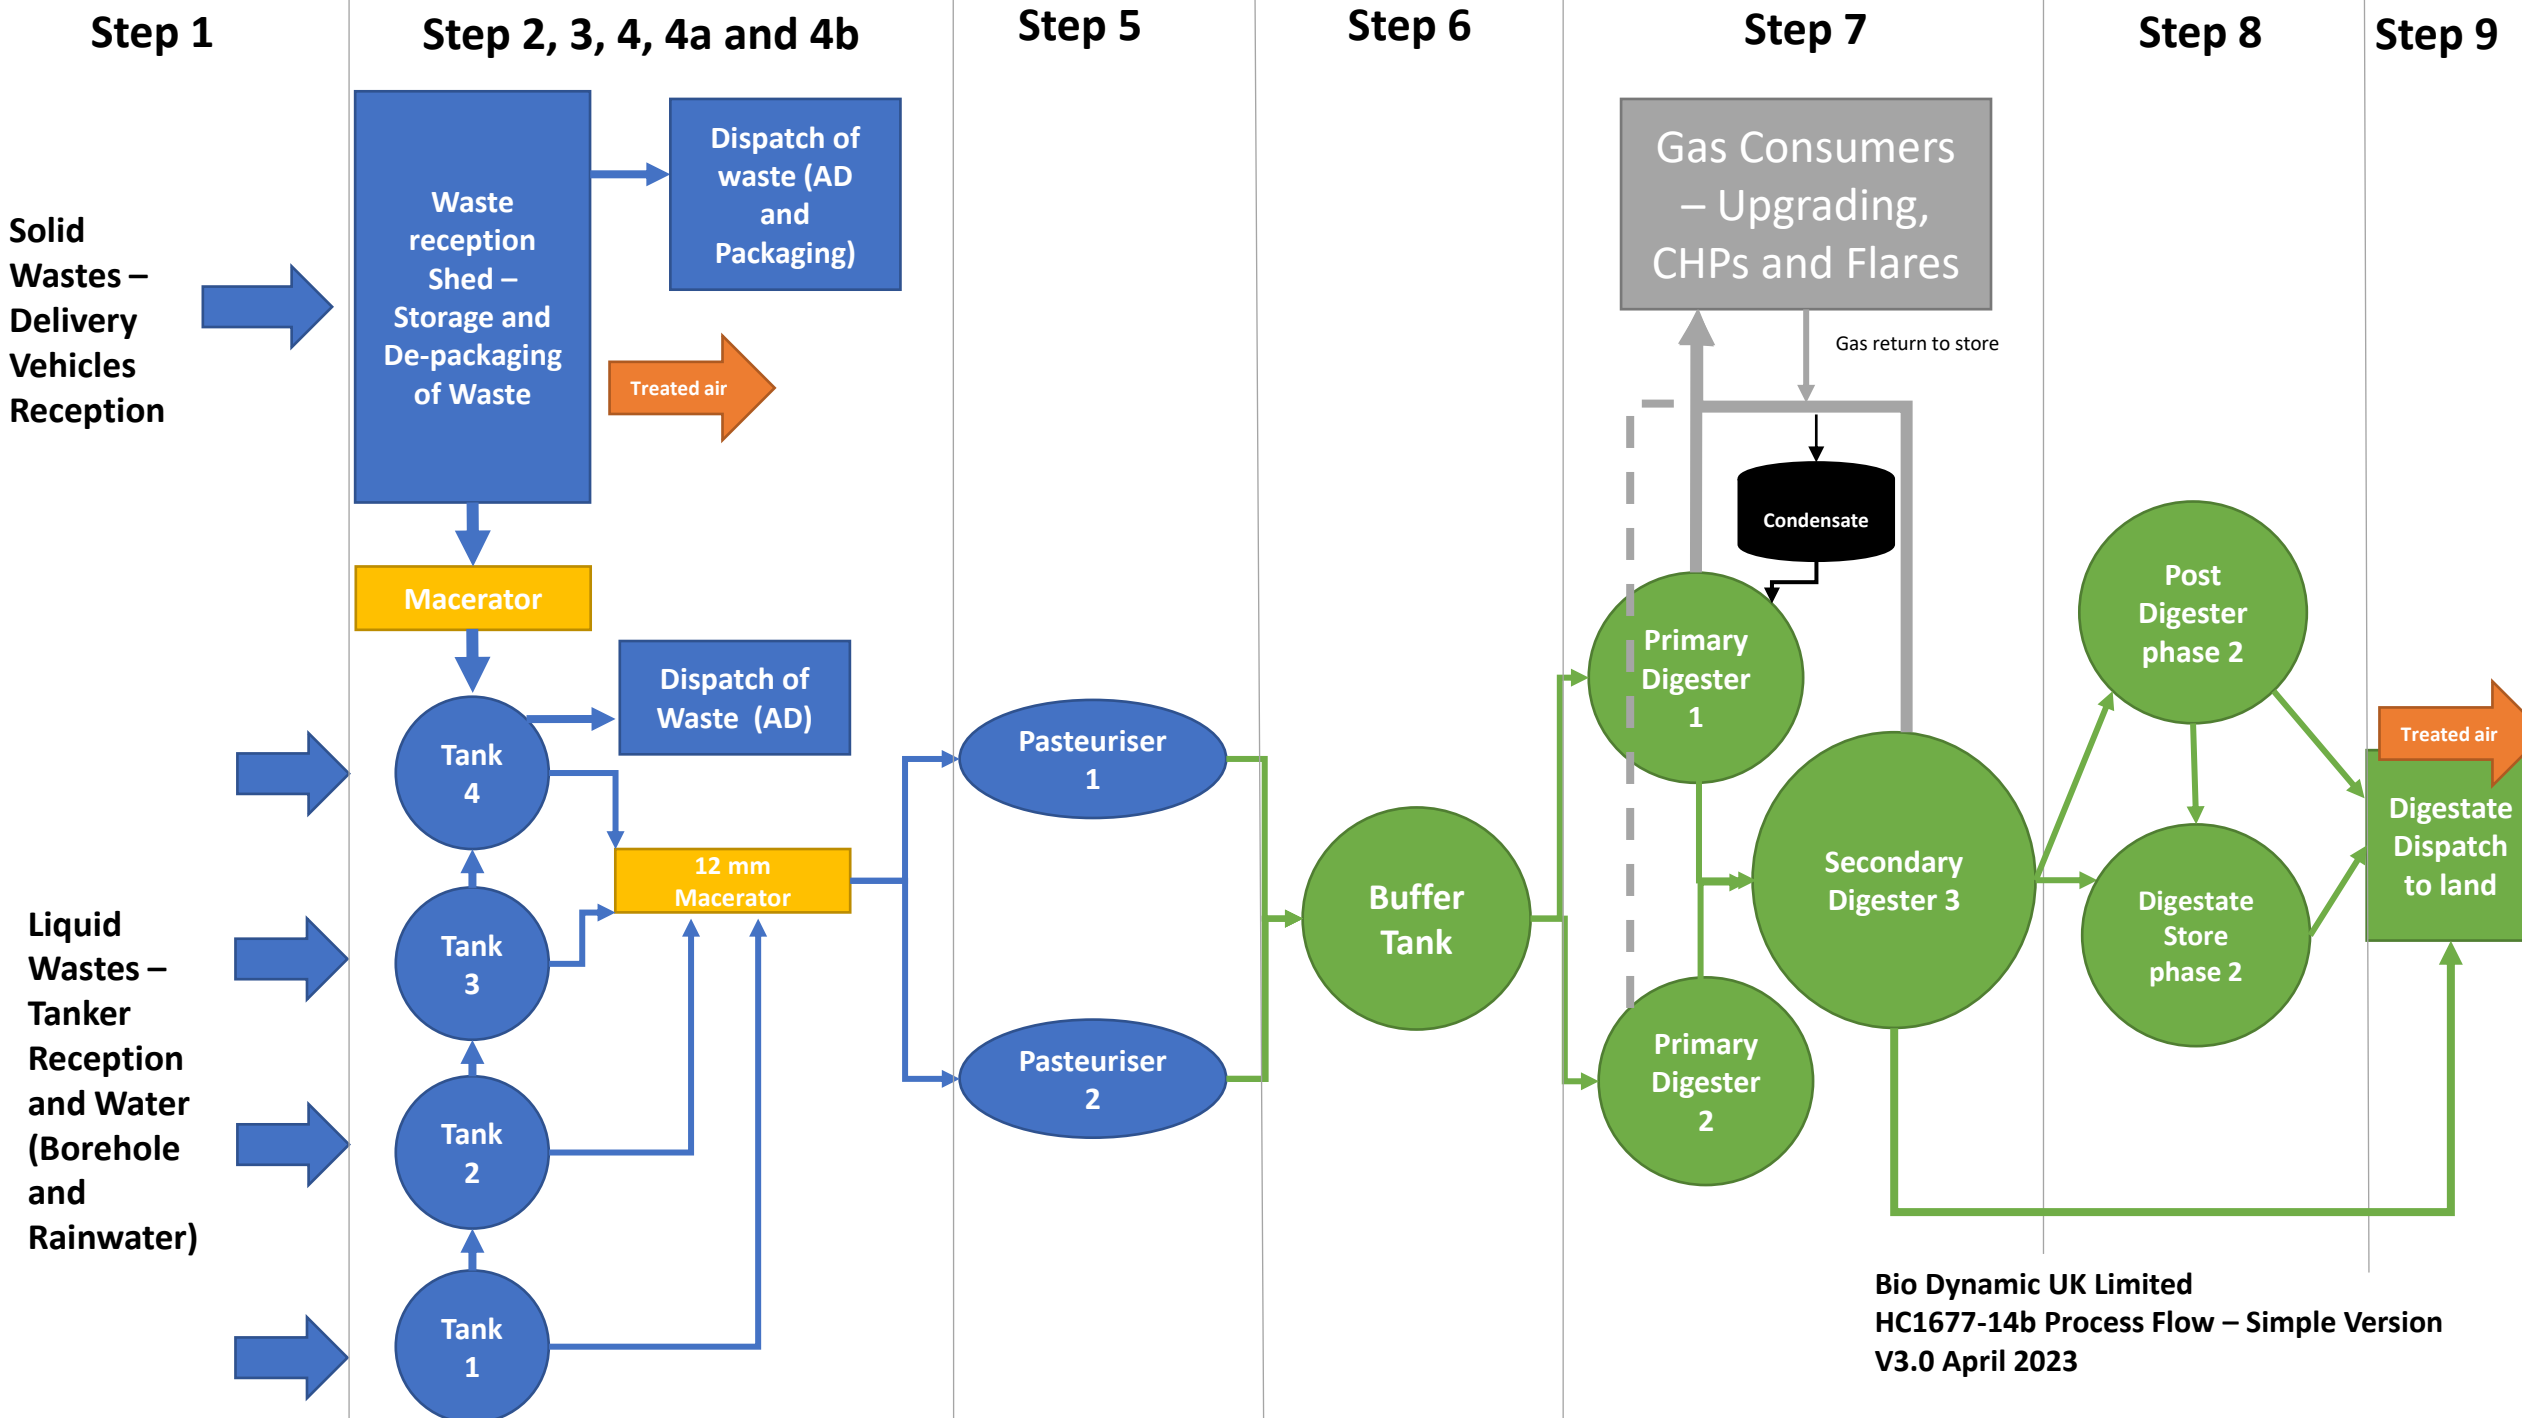 Step 1
Step 2, 3, 4, 4a and 4b
Step 5
Step 6
Step 7
Step 8
Step 9
Solid
Wastes –
Delivery
Vehicles
Reception
Waste
reception
Shed –
Storage and
De-packaging
of Waste
Dispatch of
waste (AD
and
Packaging)
Treated air
Macerator
Dispatch of
Waste (AD)
Tank
4
Tank
3
Tank
2
Tank
1
12 mm
Macerator
Liquid
Wastes –
Tanker
Reception
and Water
(Borehole
and
Rainwater)
Pasteuriser
1
Pasteuriser
2
Buffer
Tank
Gas Consumers
– Upgrading,
CHPs and Flares
Gas return to store
Condensate
Primary
Digester
1
Secondary
Digester 3
Primary
Digester
2
Post
Digester
phase 2
Digestate
Store
phase 2
Treated air
Digestate
Dispatch
to land
Bio Dynamic UK Limited
HC1677-14b Process Flow – Simple Version
V3.0 April 2023